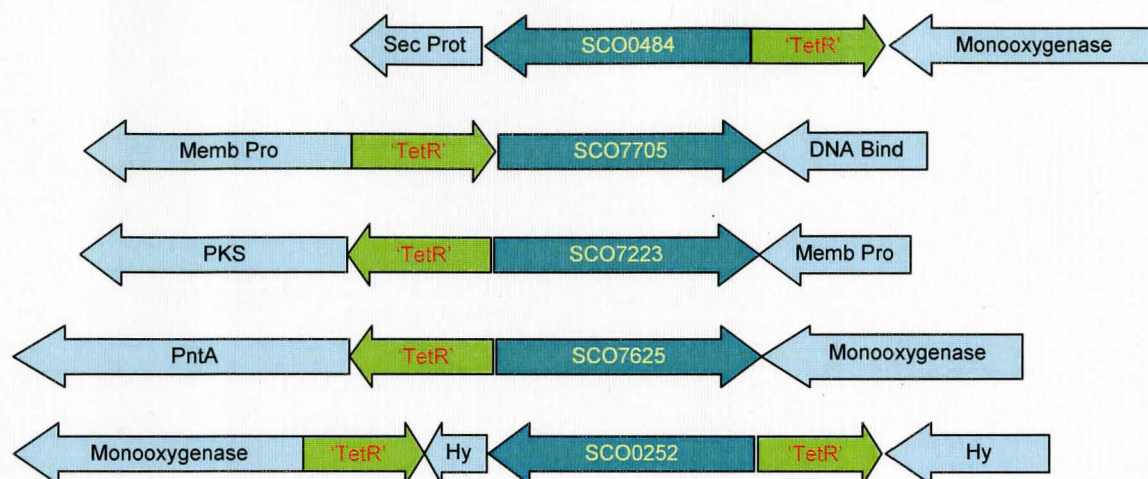 Sec Prot SCO0484 'TetR' Monooxygenase
Memb Pro 'TetR' SCO7705 DNA Bind
PKS 'TetR' SCO7223 Memb Pro
PntA 'TetR' SCO7625 Monooxygenase
Monooxygenase 'TetR' Hy SCO0252 'TetR' Hy